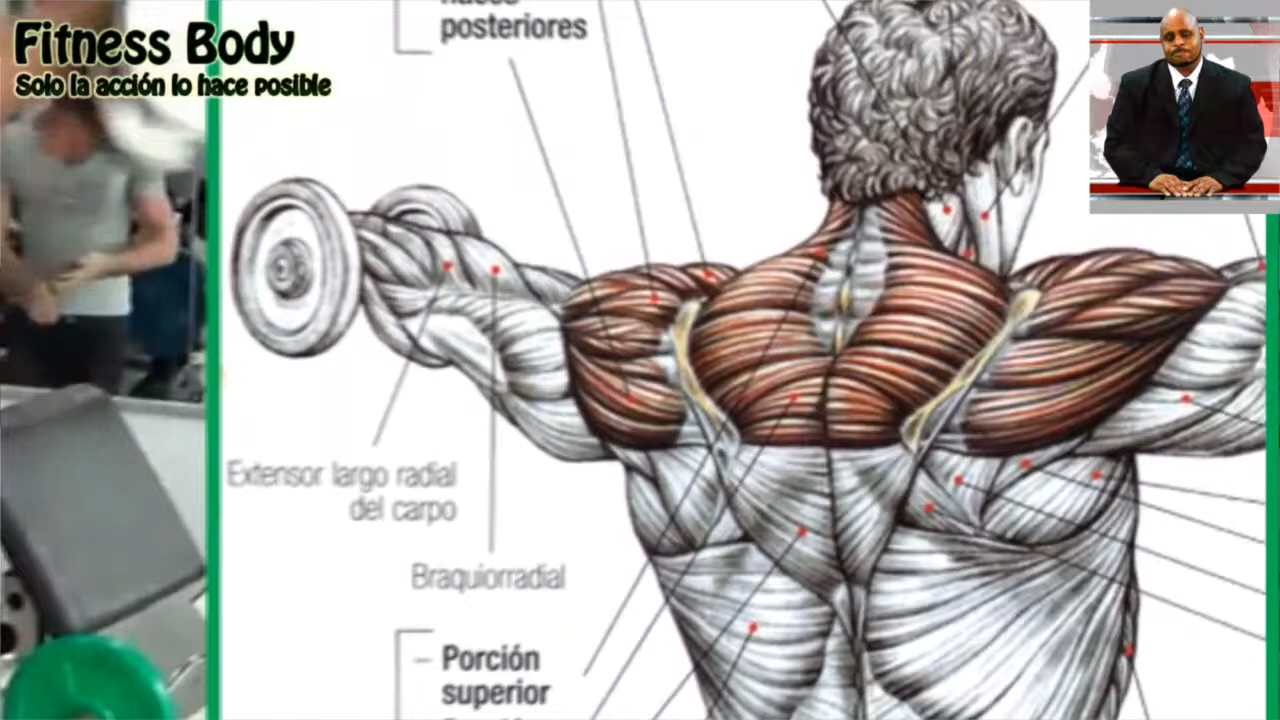 Fitness Body
Solo la acción lo hace posible
posteriores
Extensor largo radial
del carpo
Braquiorradial
Porción
superior